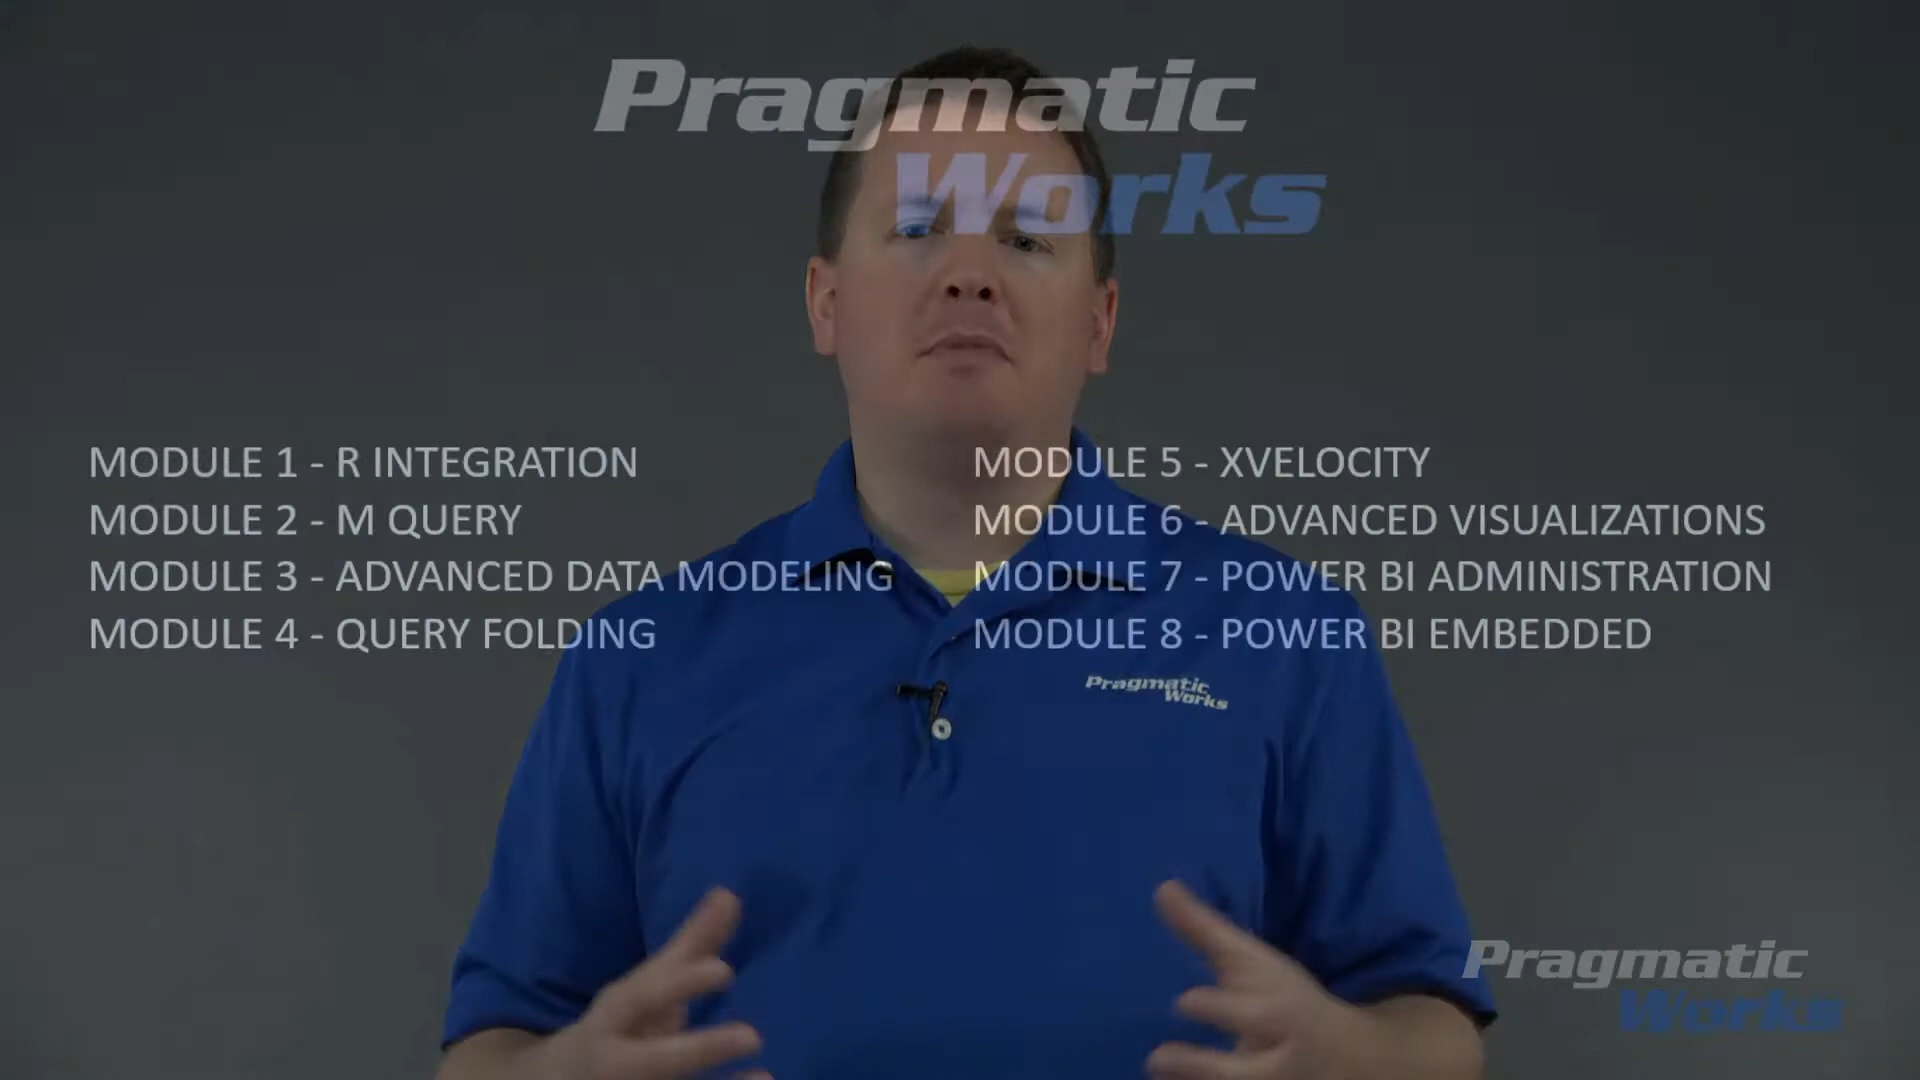 Pragmatic
Works
MODULE 1 - R INTEGRATION
MODULE 2 - M QUERY
MODULE 3 - ADVANCED DATA MODELING
MODULE 4 - QUERY FOLDING
MODULE 5 - XVELOCITY
MODULE 6 - ADVANCED VISUALIZATIONS
MODULE 7 - POWER BI ADMINISTRATION
MODULE 8 - POWER BI EMBEDDED
Pragmatic
Works
Pragmatic
Works